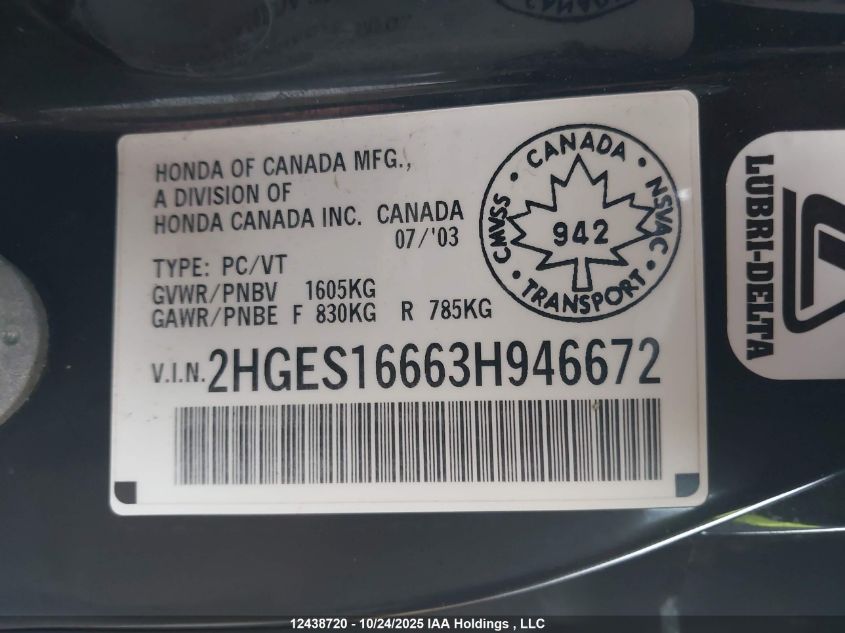 HONDA OF CANADA MFG.,
A DIVISION OF
HONDA CANADA INC. CANADA
07/'03
TYPE: PC/VT
GVWR/PNBV 1605KG
GAWR/PNBE F 830KG R 785KG
V.I.N. 2HGES16663H946672
• CANADA •
CMVSS
NSVAC
942
• TRANSPORT •
LUBRI-DELTA
12438720 - 10/24/2025 IAA Holdings , LLC